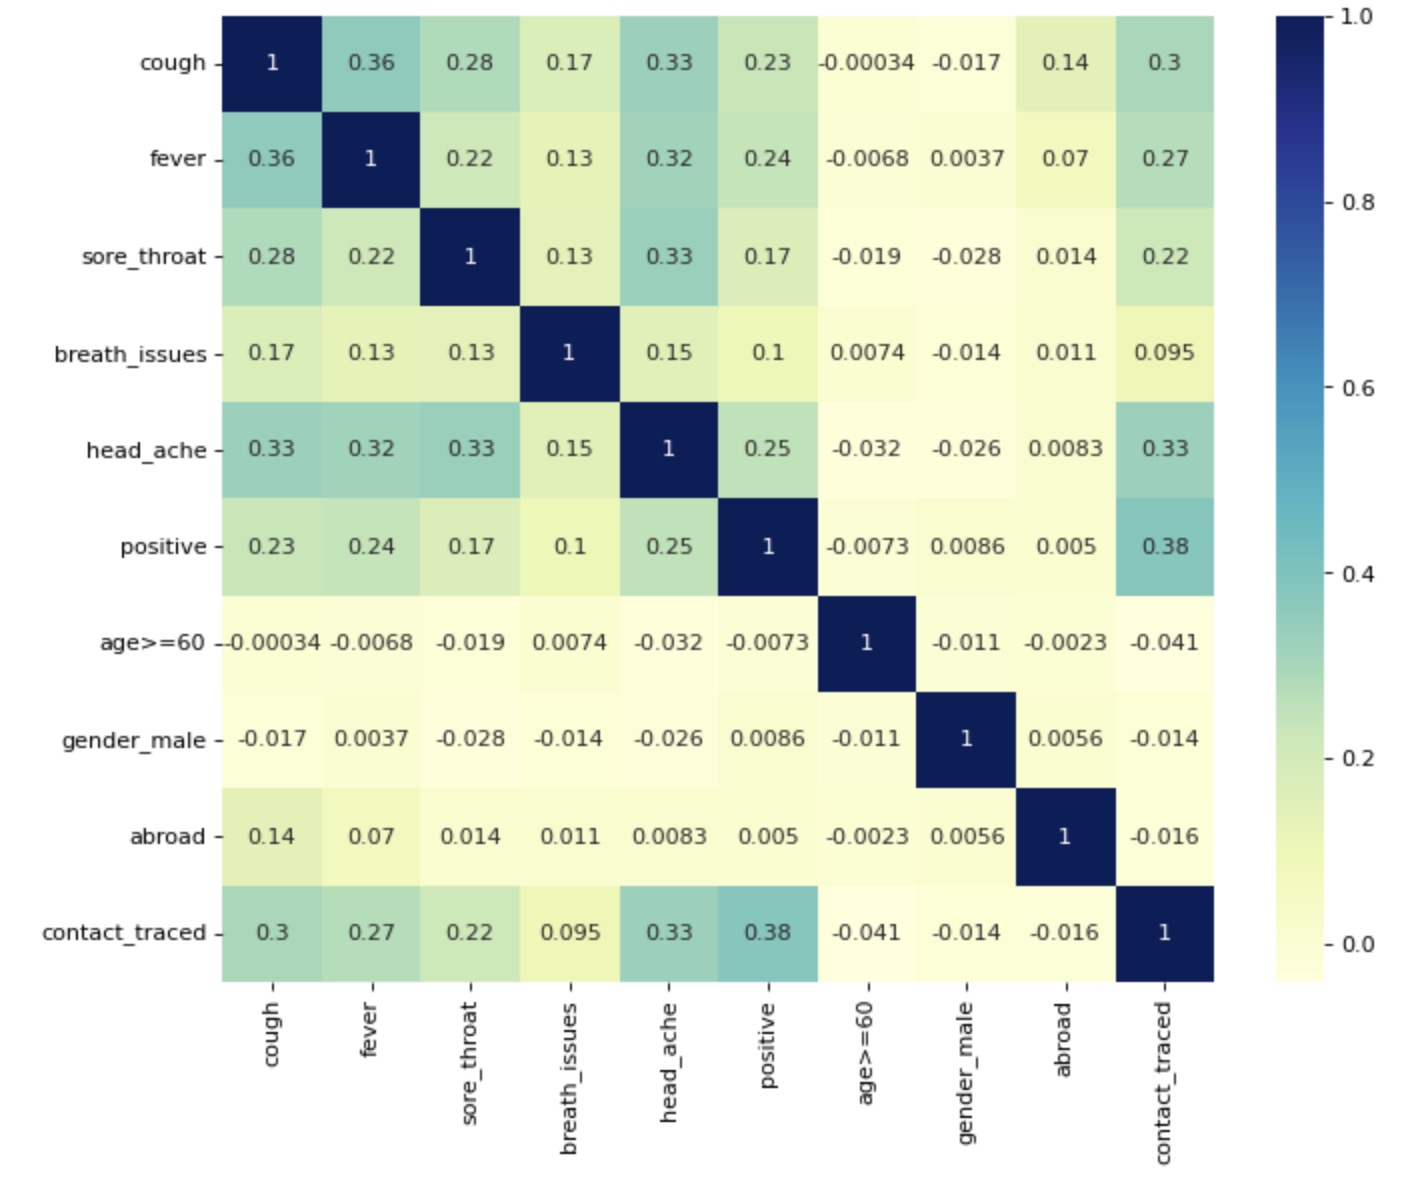 cough 1 0.36 0.28 0.17 0.33 0.23 -0.00034 -0.017 0.14 0.3
fever 0.36 1 0.22 0.13 0.32 0.24 -0.0068 0.0037 0.07 0.27
sore_throat 0.28 0.22 1 0.13 0.33 0.17 -0.019 -0.028 0.014 0.22
breath_issues 0.17 0.13 0.13 1 0.15 0.1 0.0074 -0.014 0.011 0.095
head_ache 0.33 0.32 0.33 0.15 1 0.25 -0.032 -0.026 0.0083 0.33
positive 0.23 0.24 0.17 0.1 0.25 1 -0.0073 0.0086 0.005 0.38
age>=60 -0.00034 -0.0068 -0.019 0.0074 -0.032 -0.0073 1 -0.011 -0.0023 -0.041
gender_male -0.017 0.0037 -0.028 -0.014 -0.026 0.0086 -0.011 1 0.0056 -0.014
abroad 0.14 0.07 0.014 0.011 0.0083 0.005 -0.0023 0.0056 1 -0.016
contact_traced 0.3 0.27 0.22 0.095 0.33 0.38 -0.041 -0.014 -0.016 1
cough fever sore_throat breath_issues head_ache positive age>=60 gender_male abroad contact_traced
1.0
0.8
0.6
0.4
0.2
0.0